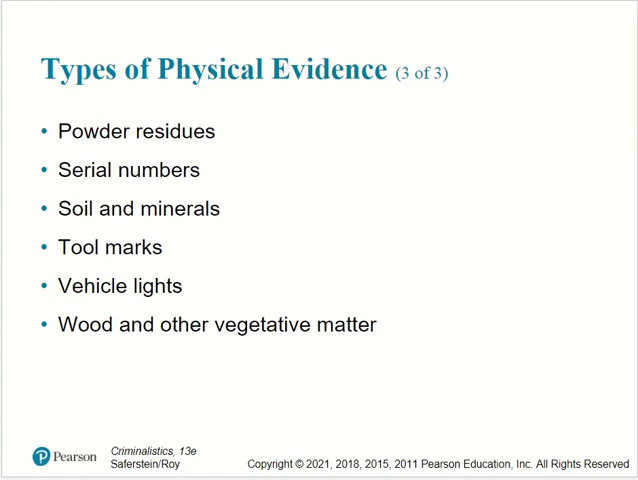 Types of Physical Evidence (3 of 3)
• Powder residues
• Serial numbers
• Soil and minerals
• Tool marks
• Vehicle lights
• Wood and other vegetative matter
Pearson
Criminalistics, 13e
Saferstein/Roy
Copyright © 2021, 2018, 2015, 2011 Pearson Education, Inc. All Rights Reserved